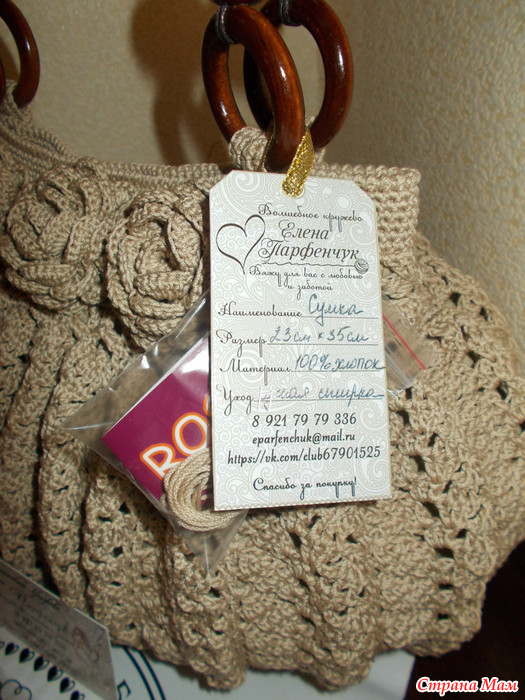 Волшебное кружево
Елена
Парфенчук
Вяжу для вас с любовью
и заботой
Наименование Сумка
Размер 23см x 35см
Материал 100% хлопок
Уход ручная стирка
8 921 79 79 336
eparfenchuk@mail.ru
https://vk.com/club67901525
Спасибо за покупку!
ROS
Страна Мам